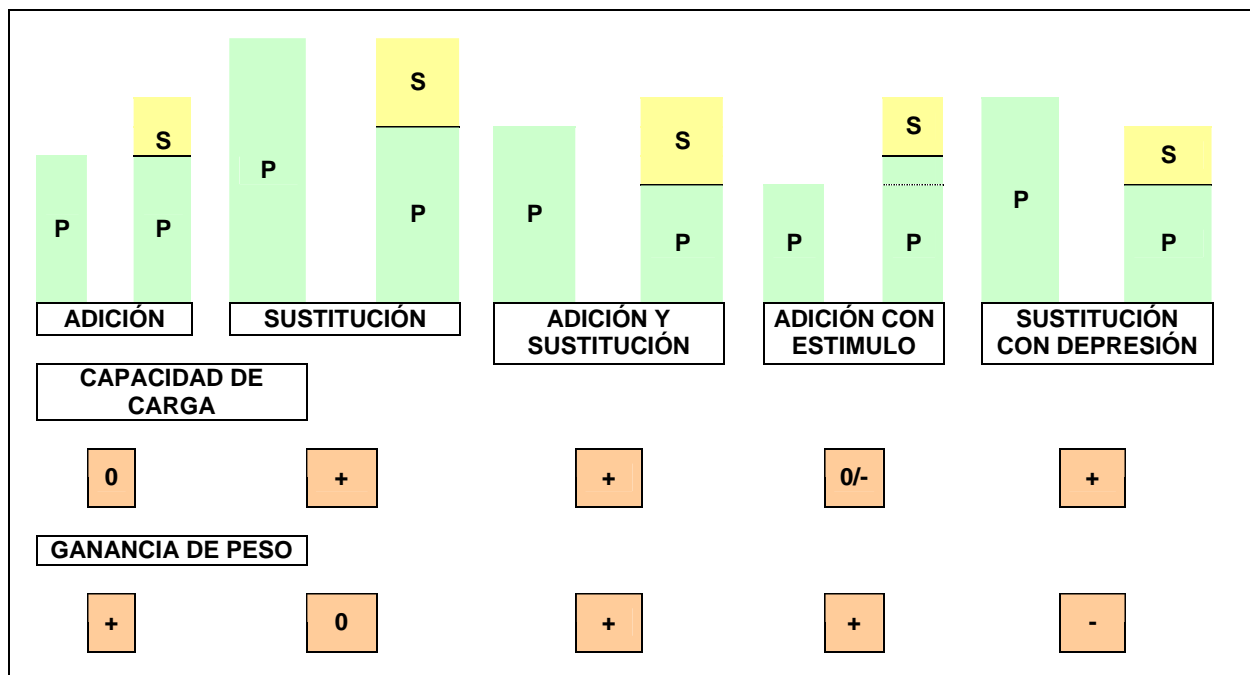 S
S
S
S
S
P
P
P
P
P
P
P
P
P
P
ADICIÓN
SUSTITUCIÓN
ADICIÓN Y
SUSTITUCIÓN
ADICIÓN CON
ESTIMULO
SUSTITUCIÓN
CON DEPRESIÓN
CAPACIDAD DE
CARGA
0
+
+
0/-
+
GANANCIA DE PESO
+
0
+
+
-